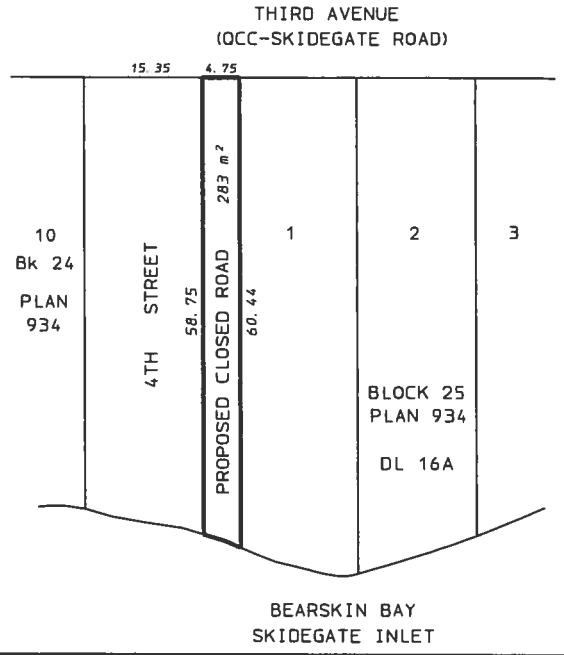 THIRD AVENUE
(OCC-SKIDEGATE ROAD)
15.35 4.75
283 m²
PROPOSED CLOSED ROAD
58.75
60.44
4TH STREET
10
Bk 24
PLAN
934
1
2
3
BLOCK 25
PLAN 934
DL 16A
BEARSKIN BAY
SKIDEGATE INLET